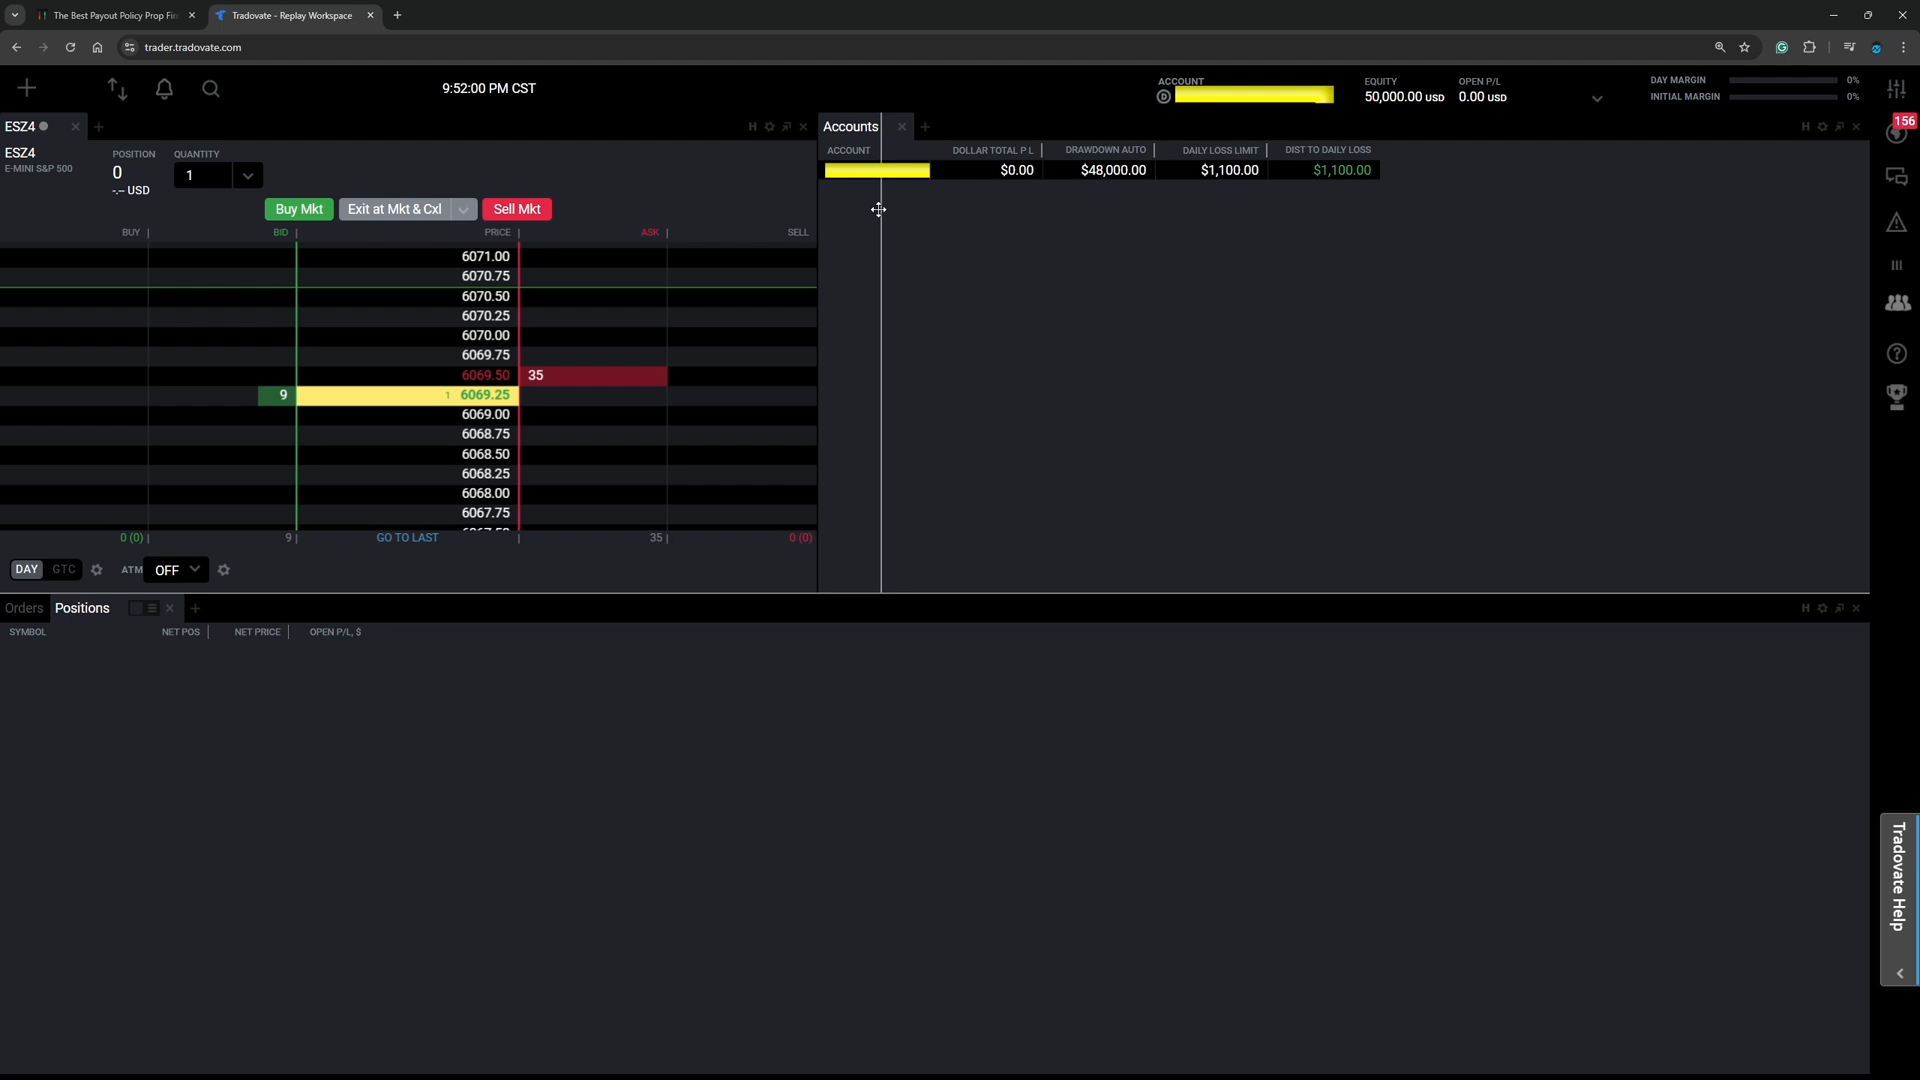 The Best Payout Policy Prop Fir
Tradovate - Replay Workspace
trader.tradovate.com
9:52:00 PM CST
ACCOUNT
D
EQUITY
50,000.00 USD
OPEN P/L
0.00 USD
DAY MARGIN 0%
INITIAL MARGIN 0%
156
ESZ4
H
ESZ4
E-MINI S&P 500
POSITION
0
-.-- USD
QUANTITY
1
Buy Mkt
Exit at Mkt & Cxl
Sell Mkt
BUY BID PRICE ASK SELL
6071.00
6070.75
6070.50
6070.25
6070.00
6069.75
6069.50 35
9 1 6069.25
6069.00
6068.75
6068.50
6068.25
6068.00
6067.75
6067.50
0 (0) 9 GO TO LAST 35 0 (0)
DAY GTC ATM OFF
Accounts
H
ACCOUNT DOLLAR TOTAL P L DRAWDOWN AUTO DAILY LOSS LIMIT DIST TO DAILY LOSS
$0.00 $48,000.00 $1,100.00 $1,100.00
Orders Positions
H
SYMBOL NET POS NET PRICE OPEN P/L, $
Tradovate Help